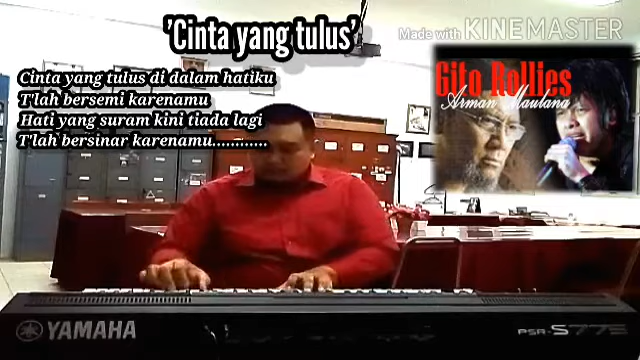 'Cinta yang tulus'
Made with KINEMASTER
Cinta yang tulus di dalam hatiku
T'lah bersemi karenamu
Hati yang suram kini tiada lagi
T'lah bersinar karenamu............
Gito Rollies
Arman Maulana
YAMAHA
PSR-S775